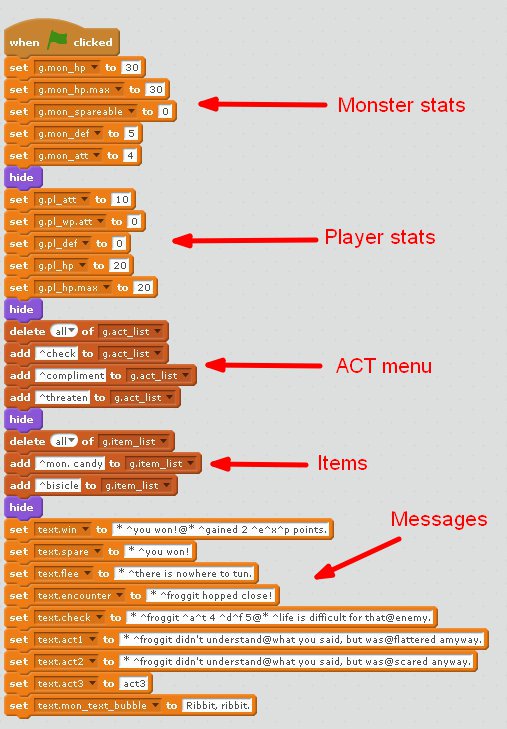 when clicked
set g.mon_hp to 30
set g.mon_hp.max to 30
set g.mon_spareable to 0
Monster stats
set g.mon_def to 5
set g.mon_att to 4
hide
set g.pl_att to 10
set g.pl_wp.att to 0
set g.pl_def to 0
Player stats
set g.pl_hp to 20
set g.pl_hp.max to 20
hide
delete all of g.act_list
add ^check to g.act_list
ACT menu
add ^compliment to g.act_list
add ^threaten to g.act_list
hide
delete all of g.item_list
add ^mon. candy to g.item_list
Items
add ^bisicle to g.item_list
hide
Messages
set text.win to * ^you won!@* ^gained 2 ^e^x^p points.
set text.spare to * ^you won!
set text.flee to * ^there is nowhere to tun.
set text.encounter to * ^froggit hopped close!
set text.check to * ^froggit ^a^t 4 ^d^f 5@* ^life is difficult for that@enemy.
set text.act1 to * ^froggit didn't understand@what you said, but was@flattered amyway.
set text.act2 to * ^froggit didn't understand@what you said, but was@scared anyway.
set text.act3 to act3
set text.mon_text_bubble to Ribbit, ribbit.